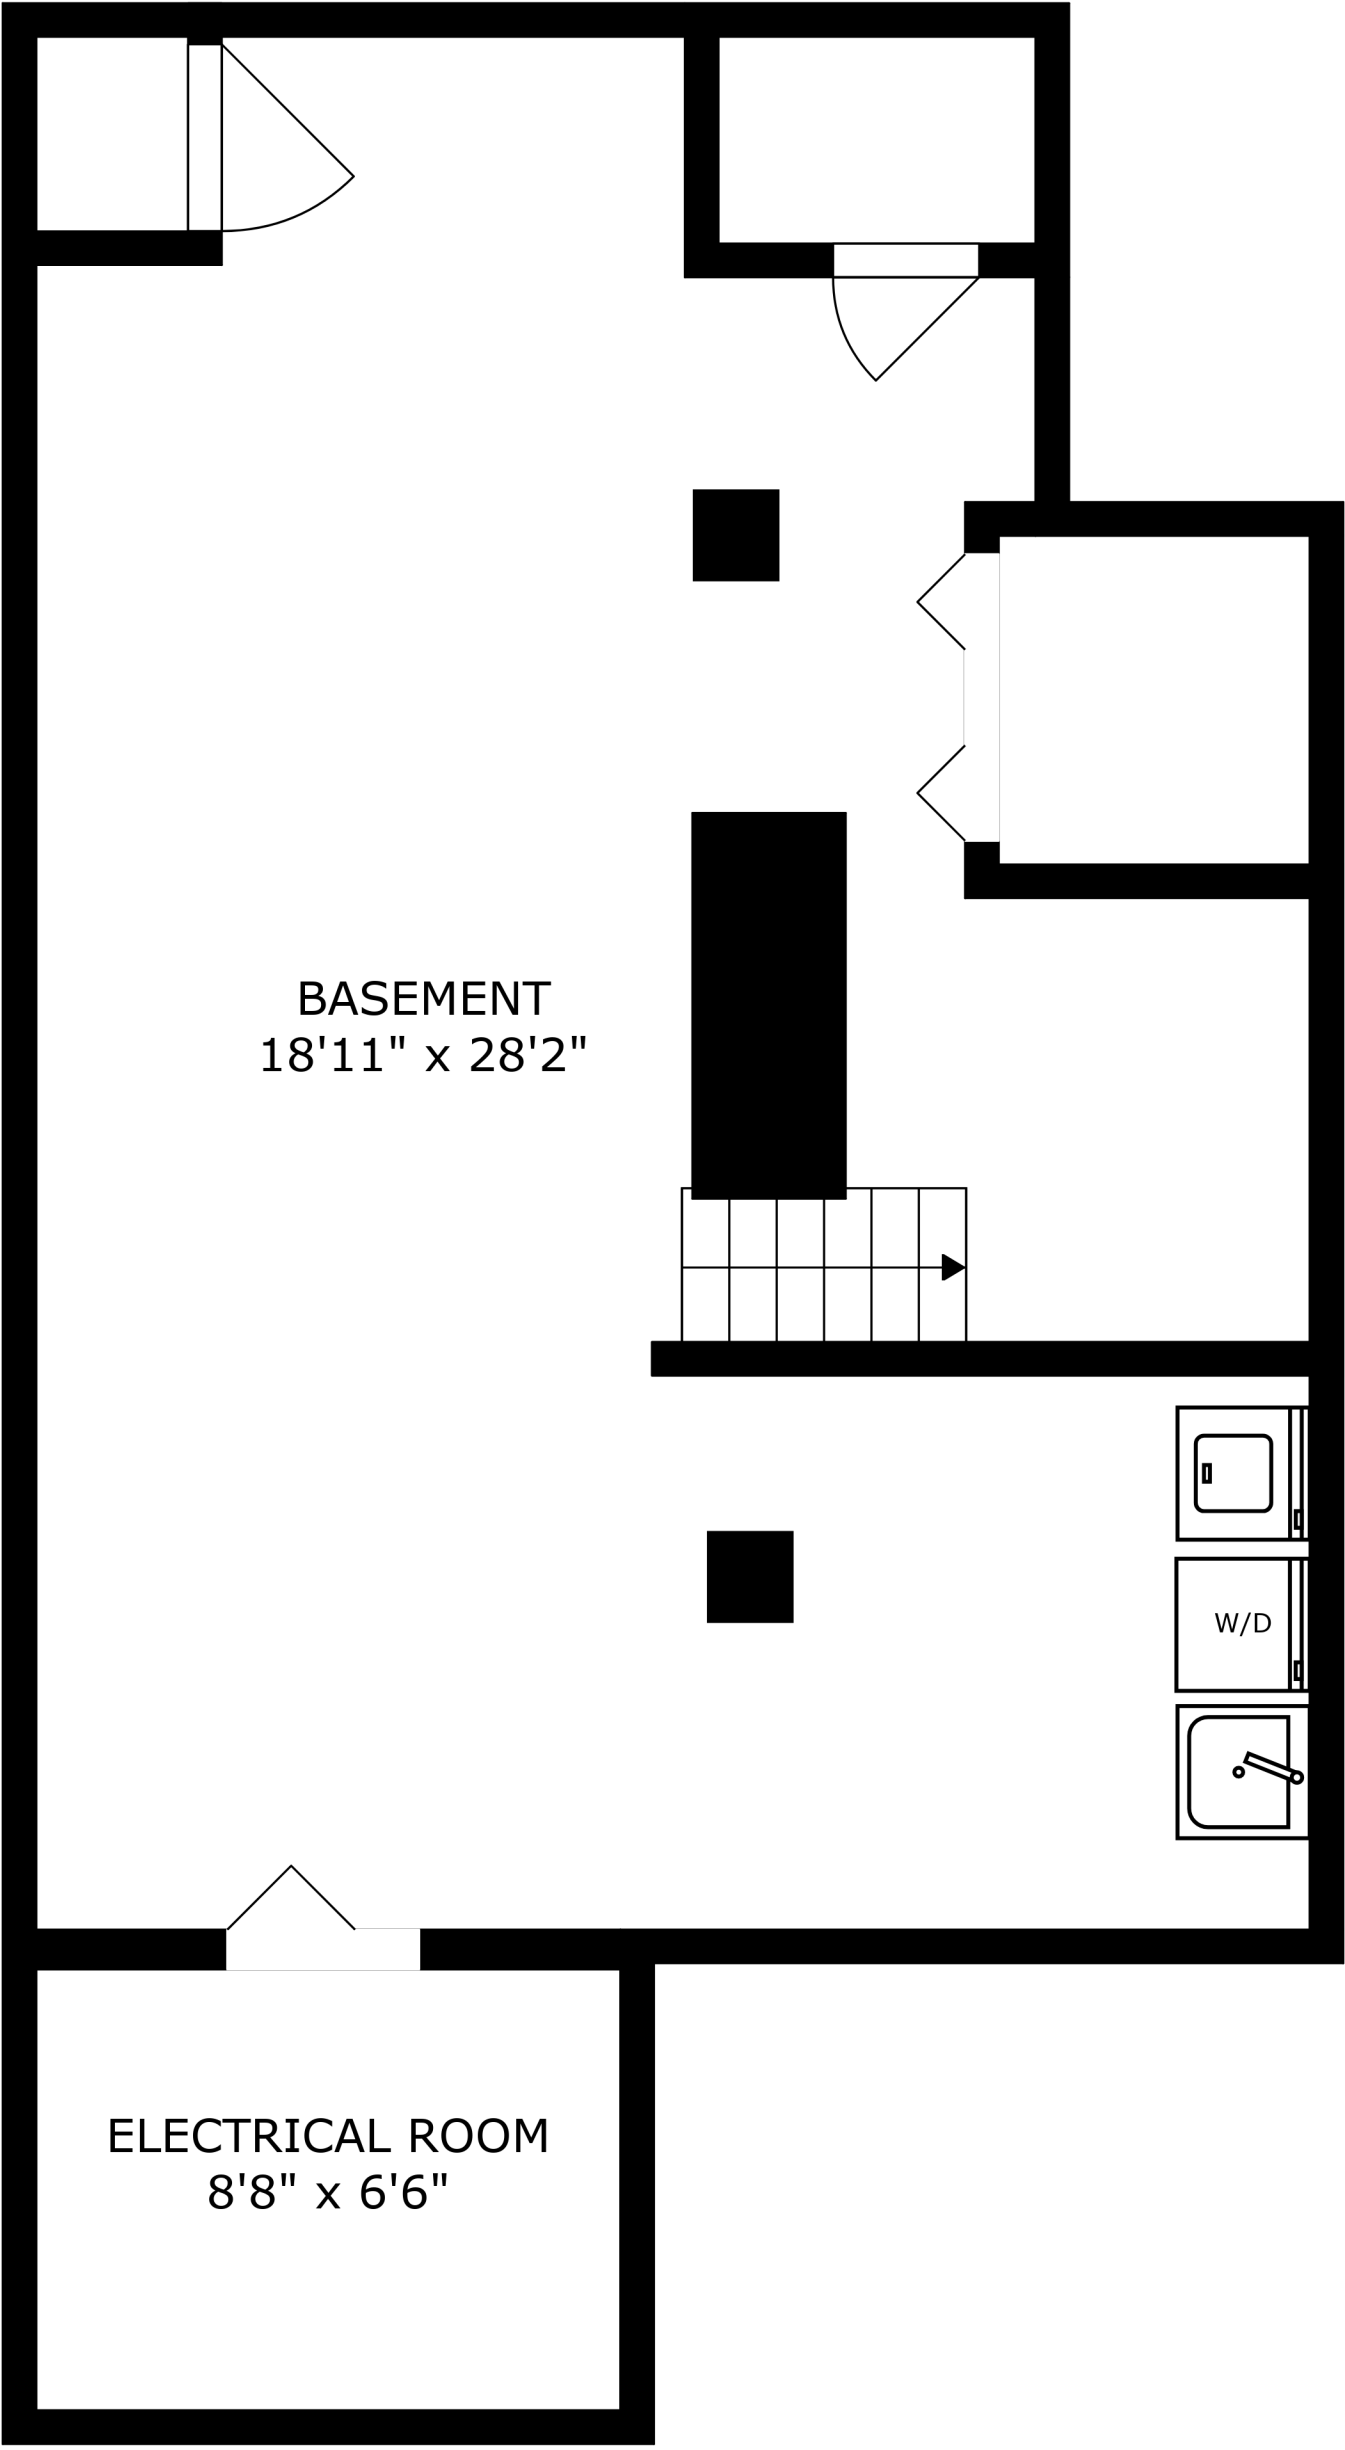 BASEMENT
18'11" x 28'2"
W/D
ELECTRICAL ROOM
8'8" x 6'6"